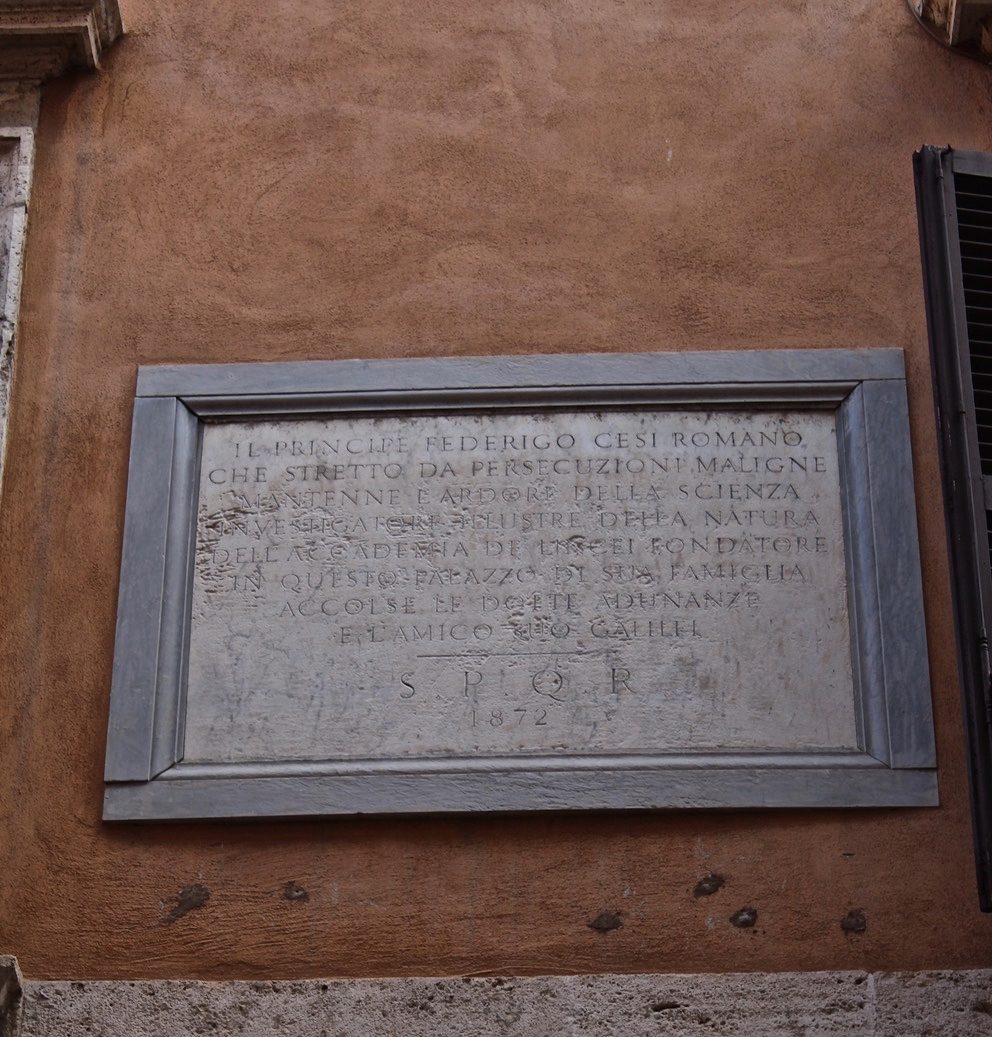 IL PRINCIPE FEDERIGO CESI ROMANO
CHE STRETTO DA PERSECUZIONI MALIGNE
MANTENNE L'ARDORE DELLA SCIENZA
INVESTIGATORE ILLUSTRE DELLA NATURA
DELL'ACCADEMIA DE' LINCEI FONDATORE
IN QUESTO PALAZZO DI SUA FAMIGLIA
ACCOLSE LE DOTTE ADUNANZE
E L'AMICO SUO GALILEI
S. P. Q. R
1872